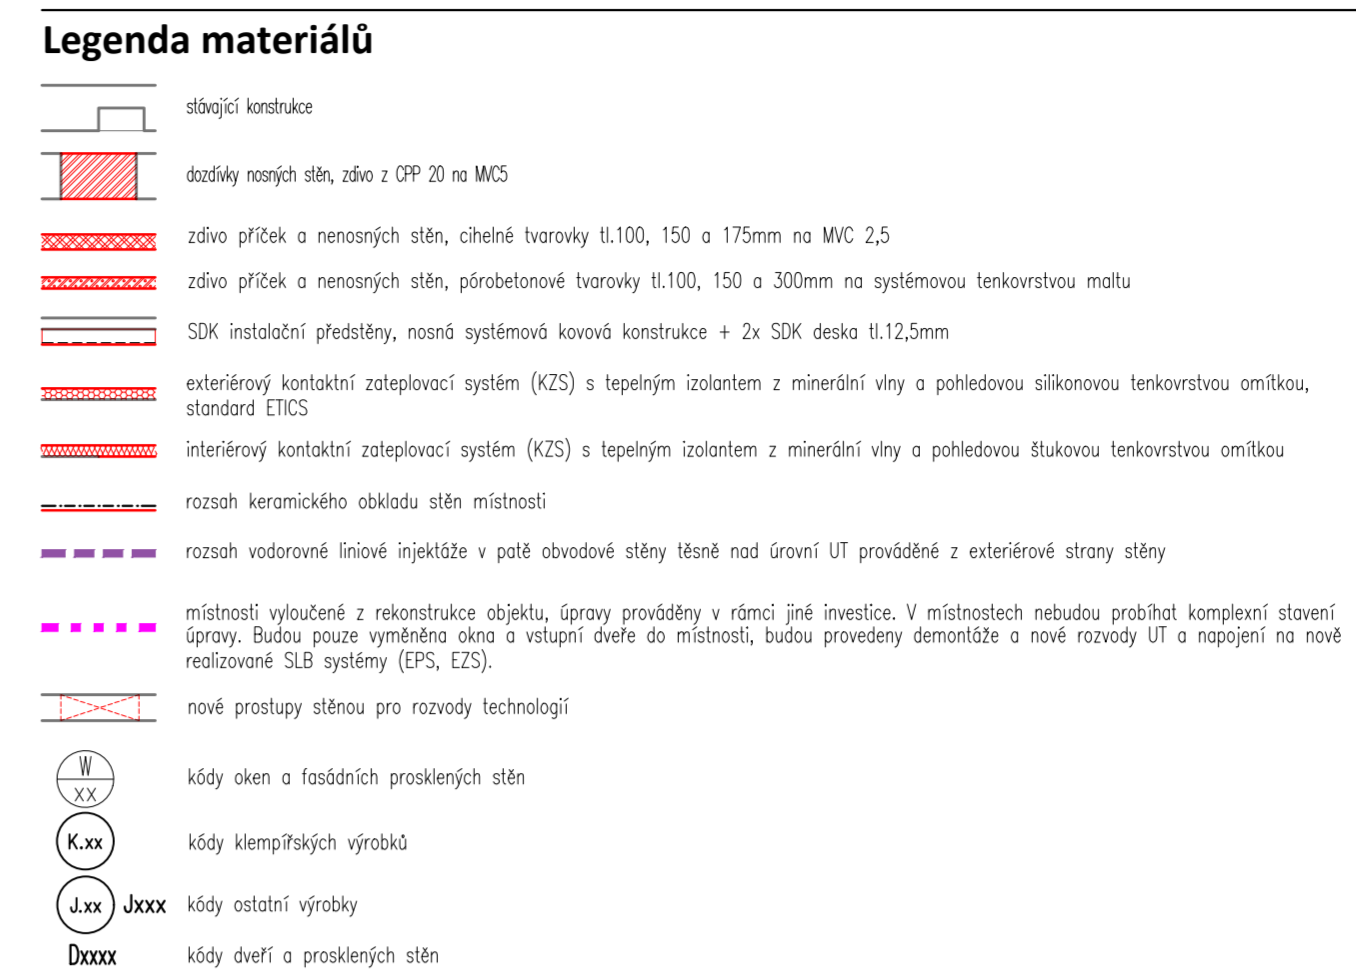 Legenda materiálů
stávající konstrukce
dozdívky nosných stěn, zdivo z CPP 20 na MVC5
zdivo příček a nenosných stěn, cihelné tvarovky tl.100, 150 a 175mm na MVC 2,5
zdivo příček a nenosných stěn, pórobetonové tvarovky tl.100, 150 a 300mm na systémovou tenkovrstvou maltu
SDK instalační předstěny, nosná systémová kovová konstrukce + 2x SDK deska tl.12,5mm
exteriérový kontaktní zateplovací systém (KZS) s tepelným izolantem z minerální vlny a pohledovou silikonovou tenkovrstvou omítkou,
standard ETICS
interiérový kontaktní zateplovací systém (KZS) s tepelným izolantem z minerální vlny a pohledovou štukovou tenkovrstvou omítkou
rozsah keramického obkladu stěn místnosti
rozsah vodorovné liniové injektáže v patě obvodové stěny těsně nad úrovní UT prováděné z exteriérové strany stěny
místnosti vyloučené z rekonstrukce objektu, úpravy prováděny v rámci jiné investice. V místnostech nebudou probíhat komplexní stavení
úpravy. Budou pouze vyměněna okna a vstupní dveře do místnosti, budou provedeny demontáže a nové rozvody UT a napojení na nově
realizované SLB systémy (EPS, EZS).
nové prostupy stěnou pro rozvody technologií
W
XX
kódy oken a fasádních prosklených stěn
K.xx
kódy klempířských výrobků
J.xx Jxxx kódy ostatní výrobky
Dxxxx kódy dveří a prosklených stěn